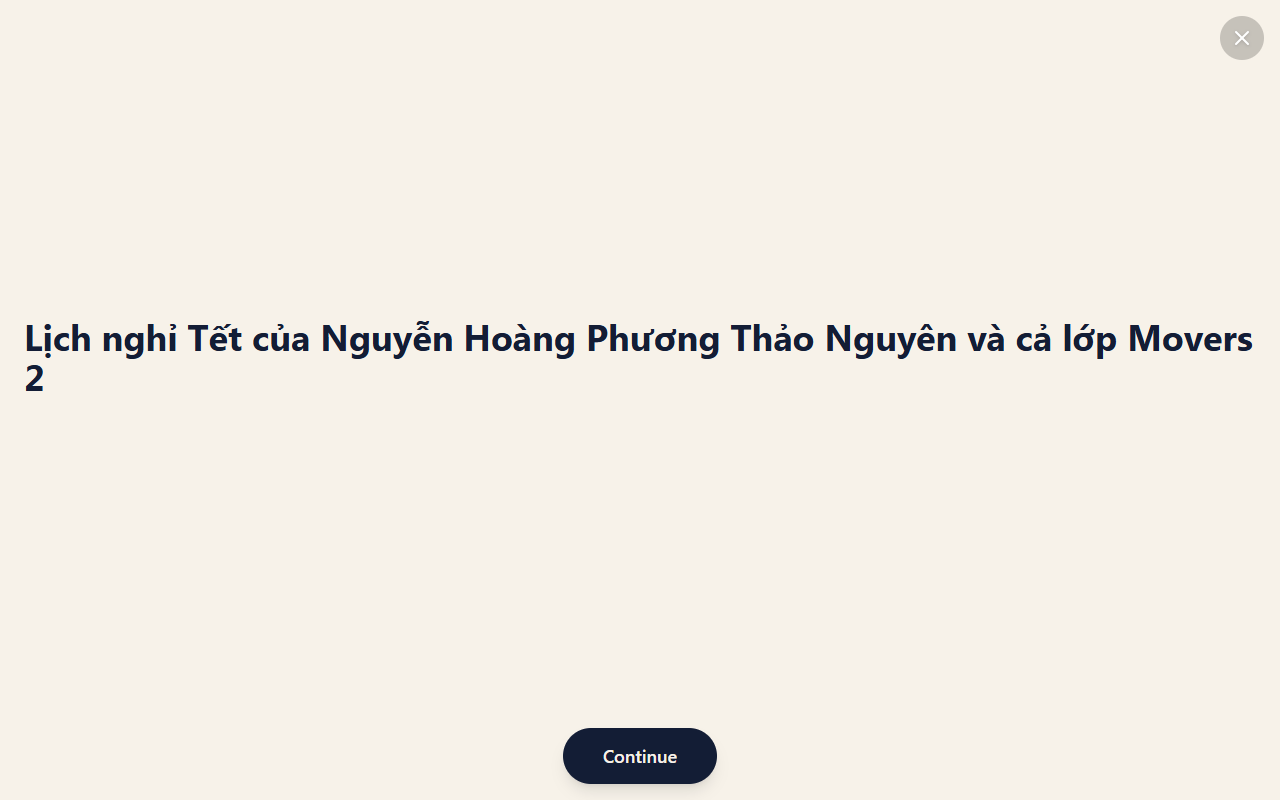 Lịch nghỉ Tết của Nguyễn Hoàng Phương Thảo Nguyên và cả lớp Movers
2
Continue